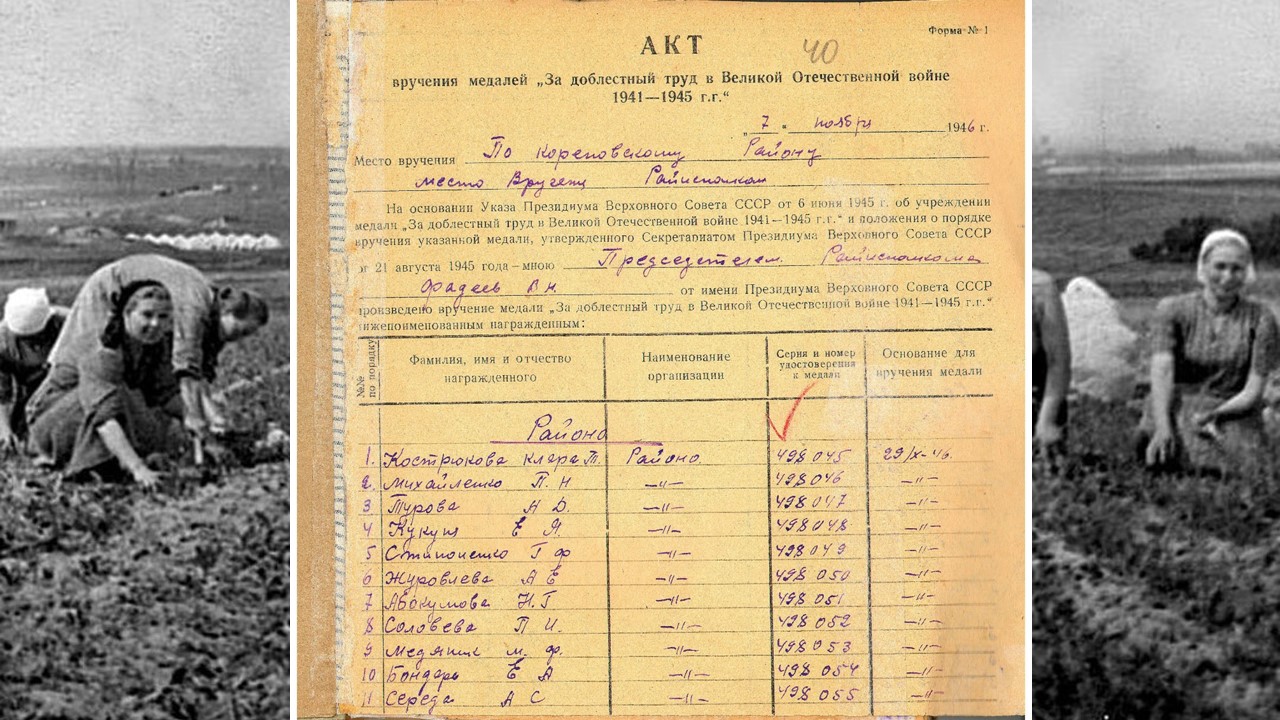 Форма № 1
АКТ 40
вручения медалей „За доблестный труд в Великой Отечественной войне
1941—1945 г.г.“
„ 7 “ ноября 1946 г.
Место вручения По кореновскому Району
место Вручени Райисполком
На основании Указа Президиума Верховного Совета СССР от 6 июня 1945 г. об учреждении
медали „За доблестный труд в Великой Отечественной войне 1941—1945 г.г.“ и положения о порядке
вручения указанной медали, утвержденного Секретариатом Президиума Верховного Совета СССР
от 21 августа 1945 года—мною Председателем Райисполкома
Фадеев В Н от имени Президиума Верховного Совета СССР
произведено вручение медали „За доблестный труд в Великой Отечественной войне 1941—1945 г.г.“
нижепоименованным награжденным:
№№ по порядку
Фамилия, имя и отчество награжденного
Наименование организации
Серия и номер удостоверения к медали
Основание для вручения медали
Районо
1. Кострюкова клара Т. Районо 498045 29/X-46.
2. Михайленко П. Н —"— 498046 —"—
3 Турова А D. —"— 498047 —"—
4 Кукуш Е Я. —"— 498048 —"—
5 Г Ф —"— 498049 —"—
6 Журовлева А Е —"— 498050 —"—
7 Абокумова Н. Г —"— 498051 —"—
8 Соловева П И. —"— 498052 —"—
9 Медяник м. ф. —"— 498053 —"—
10 Бондарь Е А —"— 498054 —"—
11 Середа А С —"— 498055 —"—